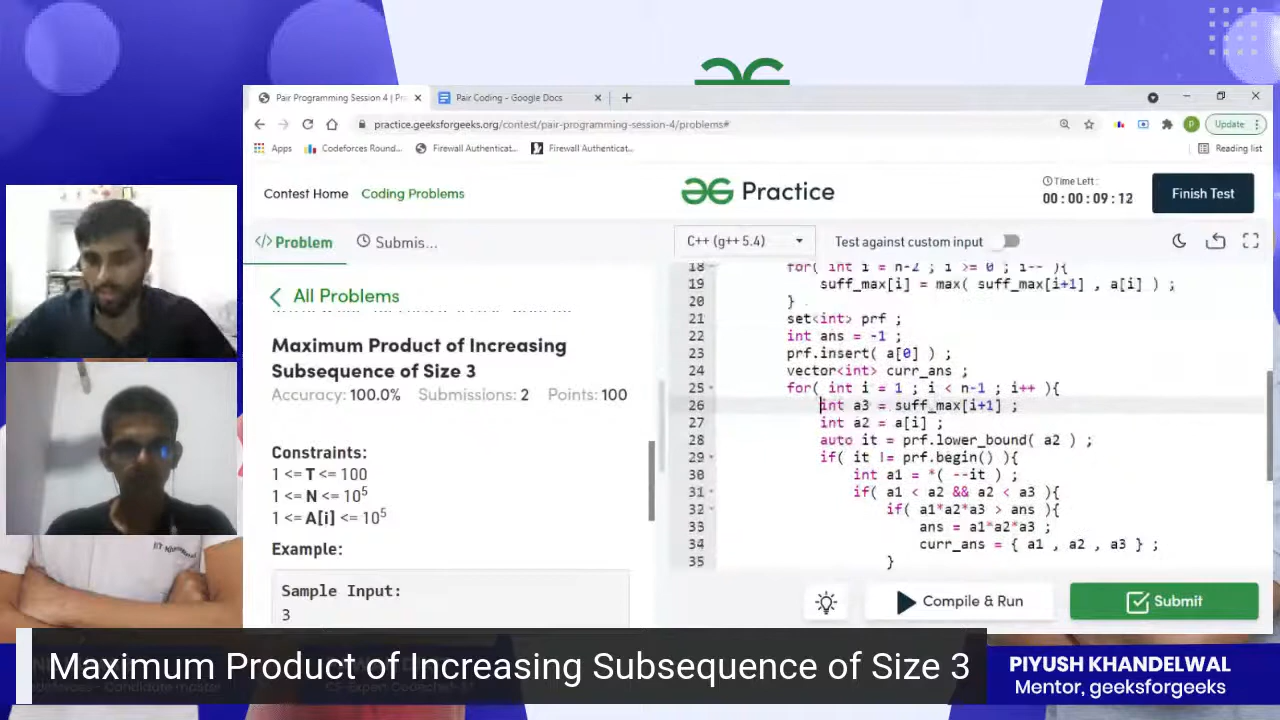 Pair Programming Session 4 | Pr
Pair Coding - Google Docs
practice.geeksforgeeks.org/contest/pair-programming-session-4/problems#
P
Update
Apps
Codeforces Round...
Firewall Authenticat...
Firewall Authenticat...
Reading list
Contest Home
Coding Problems
Practice
Time Left :
00 : 00 : 09 : 12
Finish Test
</> Problem
Submis...
C++ (g++ 5.4)
Test against custom input
All Problems
Maximum Product of Increasing
Subsequence of Size 3
Accuracy: 100.0% Submissions: 2 Points: 100
Constraints:
1 <= T <= 100
1 <= N <= 10⁵
1 <= A[i] <= 10⁵
Example:
Sample Input:
3
18 for( int i = n-2 ; i >= 0 ; i-- ){
19 suff_max[i] = max( suff_max[i+1] , a[i] ) ;
20 }
21 set<int> prf ;
22 int ans = -1 ;
23 prf.insert( a[0] ) ;
24 vector<int> curr_ans ;
25 for( int i = 1 ; i < n-1 ; i++ ){
26 int a3 = suff_max[i+1] ;
27 int a2 = a[i] ;
28 auto it = prf.lower_bound( a2 ) ;
29 if( it != prf.begin() ){
30 int a1 = *( --it ) ;
31 if( a1 < a2 && a2 < a3 ){
32 if( a1*a2*a3 > ans ){
33 ans = a1*a2*a3 ;
34 curr_ans = { a1 , a2 , a3 } ;
35 }
Compile & Run
Submit
Maximum Product of Increasing Subsequence of Size 3
PIYUSH KHANDELWAL
Mentor, geeksforgeeks